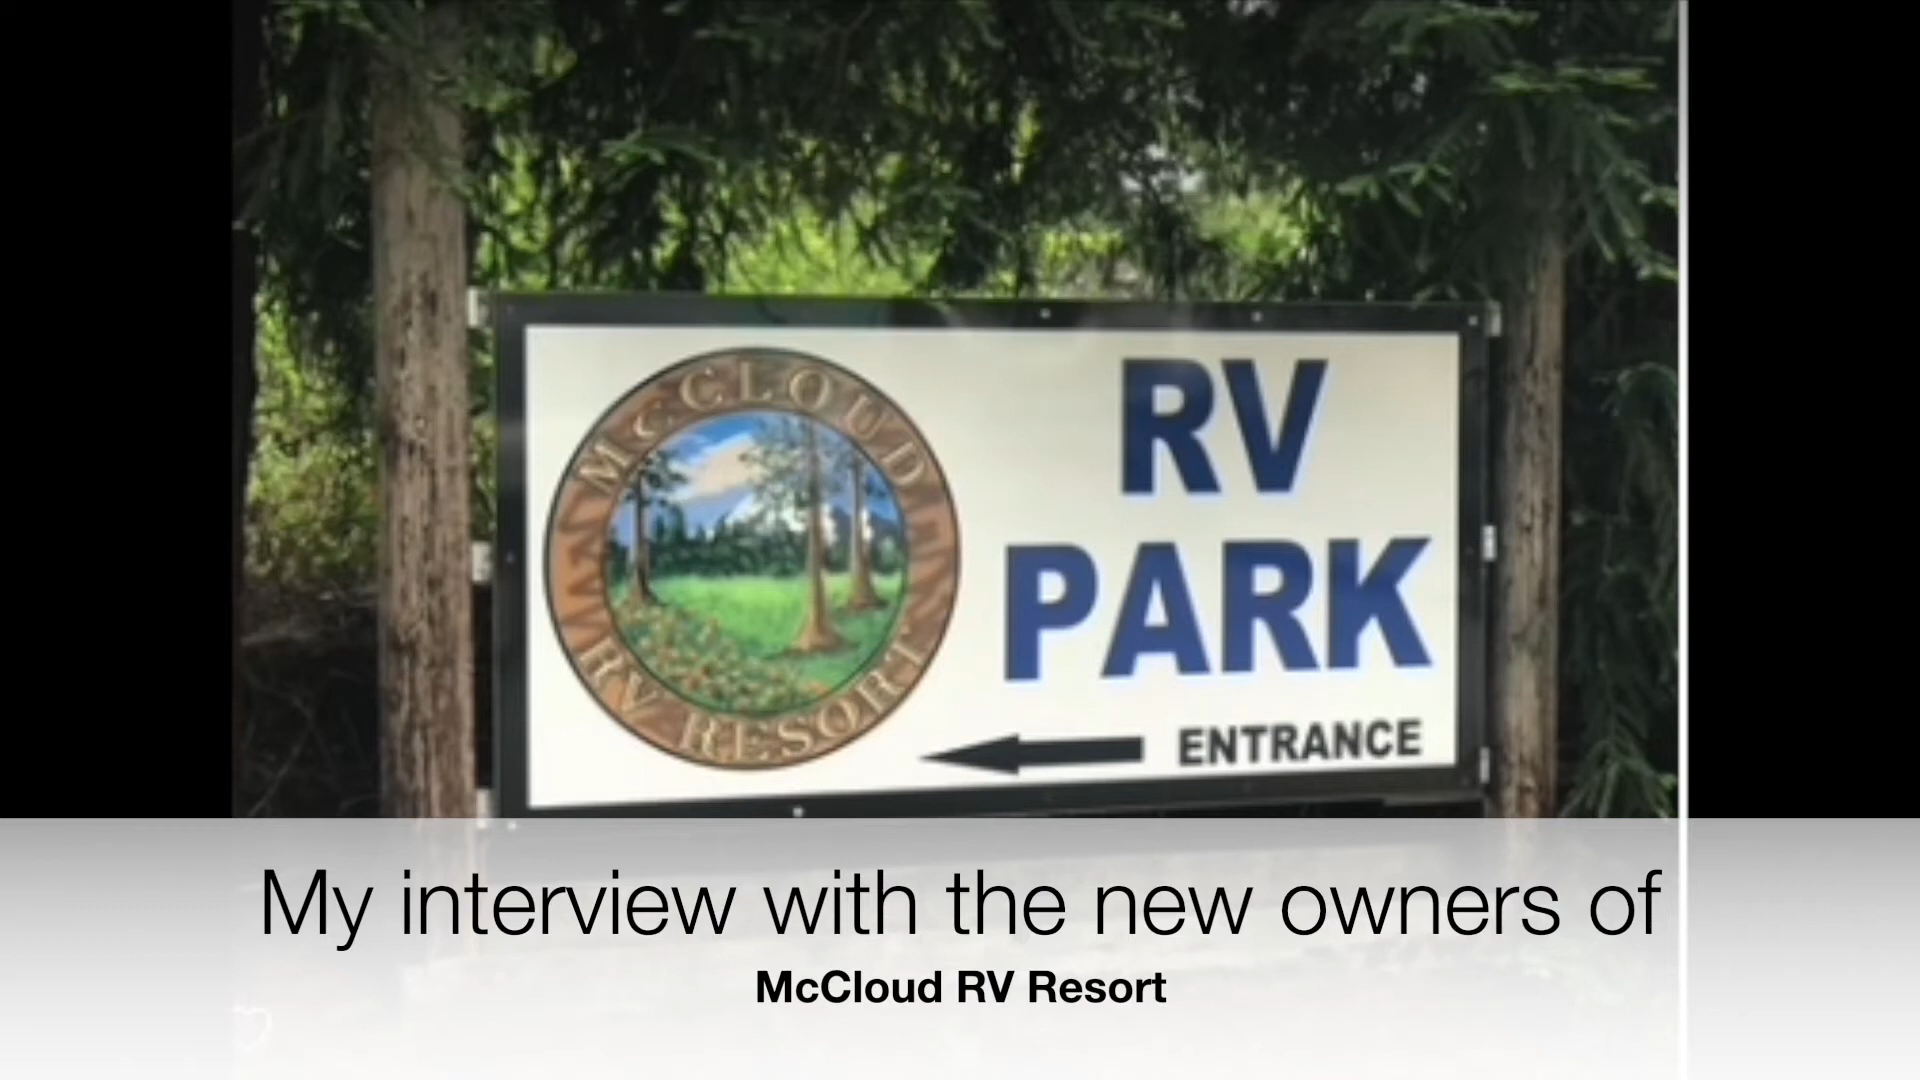 McCLOUD
RV RESORT
RV
PARK
ENTRANCE
My interview with the new owners of
McCloud RV Resort